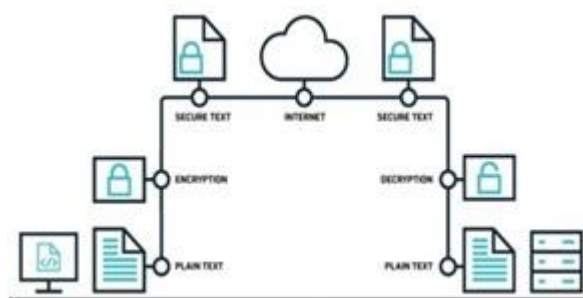 SECURE TEXT
INTERNET
SECURE TEXT
ENCRYPTION
DECRYPTION
PLAIN TEXT
PLAIN TEXT